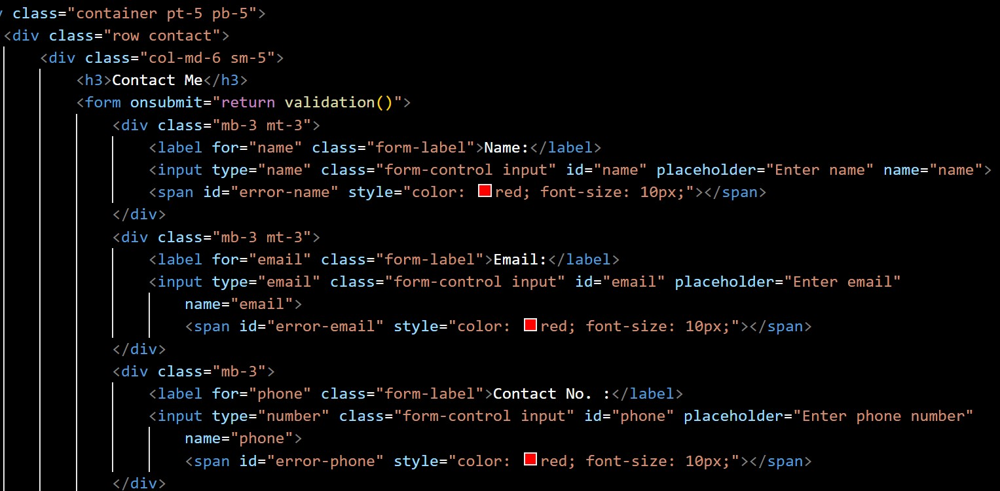 class="container pt-5 pb-5">
<div class="row contact">
<div class="col-md-6 sm-5">
<h3>Contact Me</h3>
<form onsubmit="return validation()">
<div class="mb-3 mt-3">
<label for="name" class="form-label">Name:</label>
<input type="name" class="form-control input" id="name" placeholder="Enter name" name="name">
<span id="error-name" style="color: red; font-size: 10px;"></span>
</div>
<div class="mb-3 mt-3">
<label for="email" class="form-label">Email:</label>
<input type="email" class="form-control input" id="email" placeholder="Enter email"
name="email">
<span id="error-email" style="color: red; font-size: 10px;"></span>
</div>
<div class="mb-3">
<label for="phone" class="form-label">Contact No. :</label>
<input type="number" class="form-control input" id="phone" placeholder="Enter phone number"
name="phone">
<span id="error-phone" style="color: red; font-size: 10px;"></span>
</div>